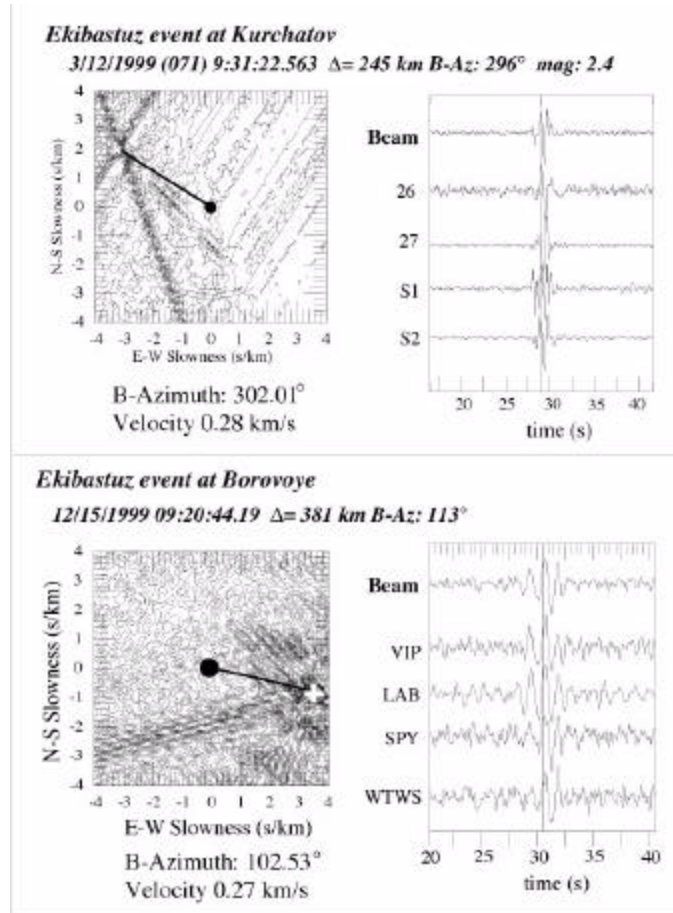 Ekibastuz event at Kurchatov
3/12/1999 (071) 9:31:22.563 Δ= 245 km B-Az: 296° mag: 2.4
4
3
2
1
0
-1
-2
-3
-4
N-S Slowness (s/km)
-4 -3 -2 -1 0 1 2 3 4
E-W Slowness (s/km)
B-Azimuth: 302.01°
Velocity 0.28 km/s
Beam
26
27
S1
S2
20 30 35 40
time (s)
Ekibastuz event at Borovoye
12/15/1999 09:20:44.19 Δ= 381 km B-Az: 113°
4
3
2
1
0
-1
-2
-3
-4
N-S Slowness (s/km)
-4 -3 -2 -1 0 1 2 3 4
E-W Slowness (s/km)
B-Azimuth: 102.53°
Velocity 0.27 km/s
Beam
VIP
LAB
SPY
WTWS
20 25 30 35 40
time (s)